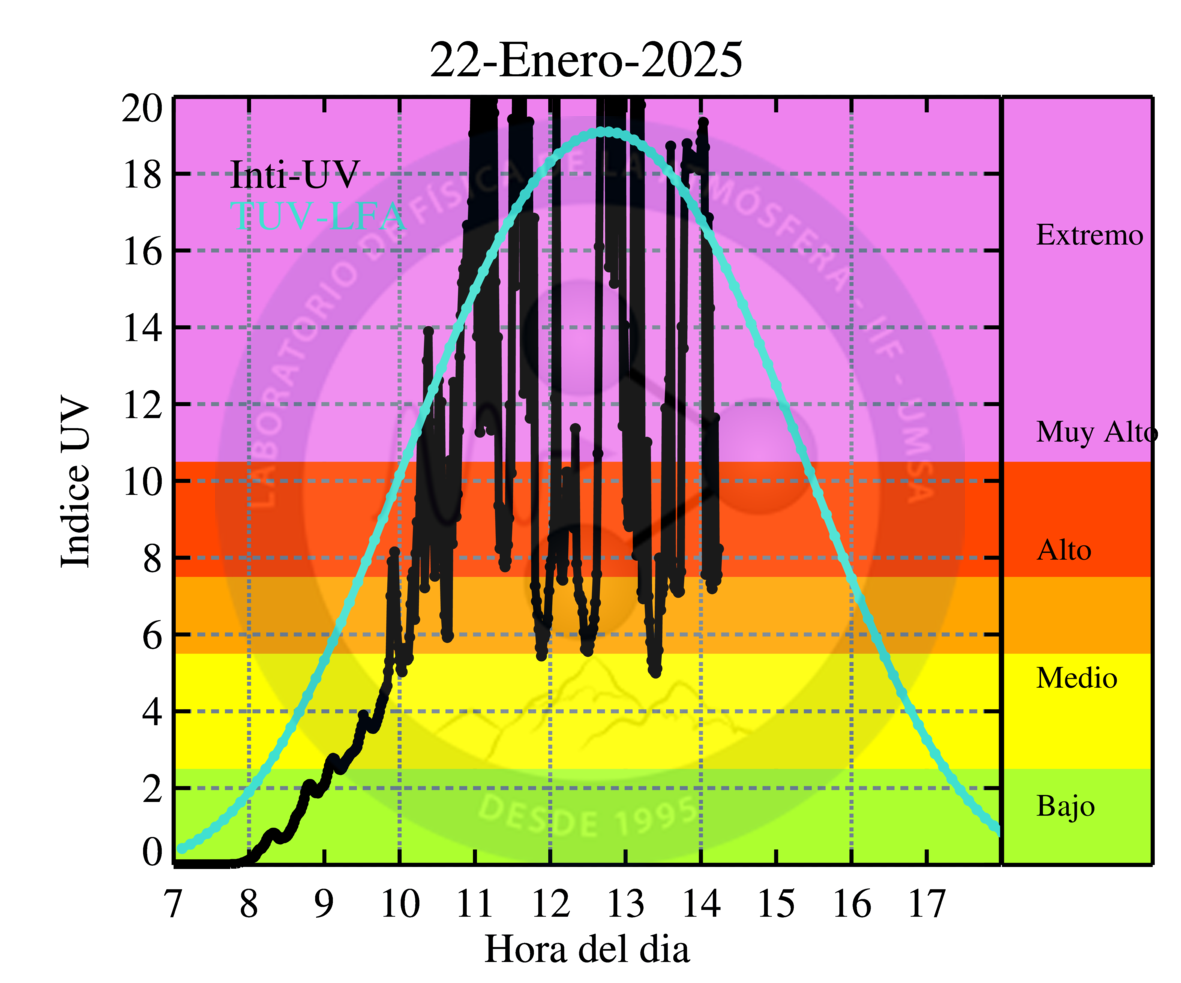 22-Enero-2025
Inti-UV
TUV-LFA
LABORATORIO DE FÍSICA DE LA ATMÓSFERA - IIF - UMSA
DESDE 1995
Indice UV
20
18
16
14
12
10
8
6
4
2
0
7 8 9 10 11 12 13 14 15 16 17
Hora del dia
Extremo
Muy Alto
Alto
Medio
Bajo